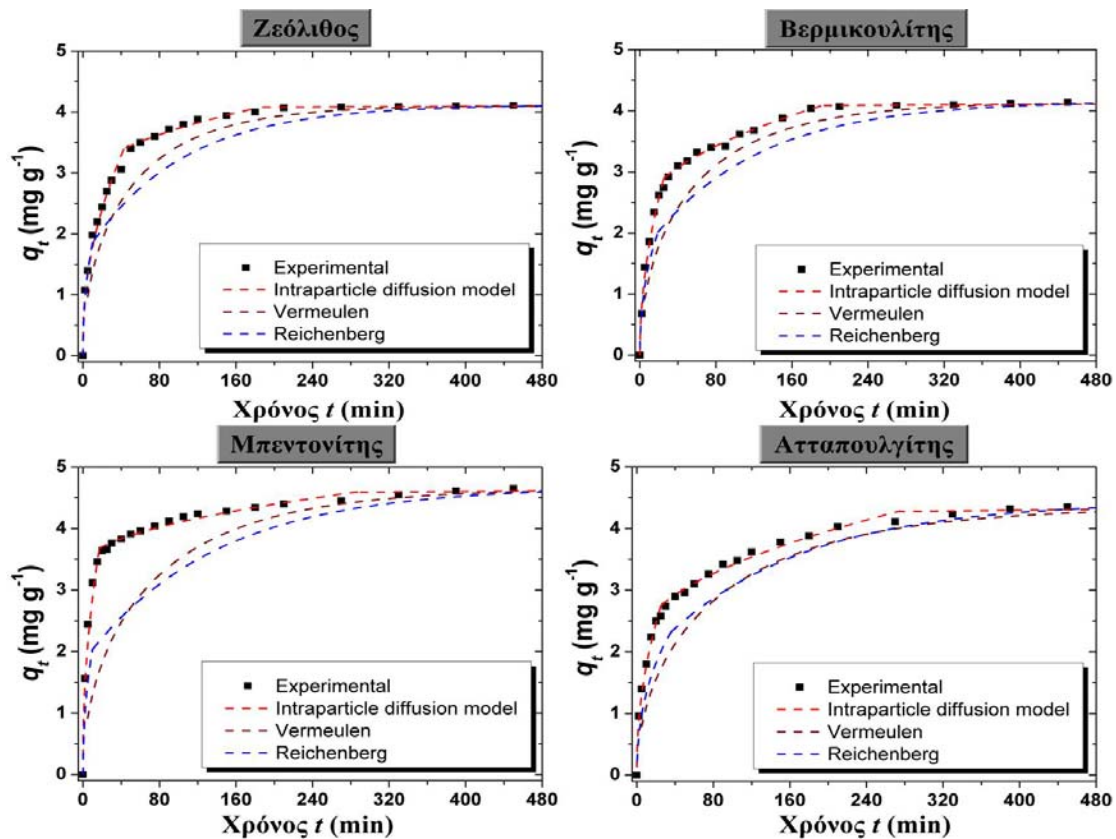 Ζεόλιθος
5
4
3
2
1
0
q_t (mg g⁻¹)
Experimental
Intraparticle diffusion model
Vermeulen
Reichenberg
0 80 160 240 320 400 480
Χρόνος t (min)
Βερμικουλίτης
5
4
3
2
1
0
q_t (mg g⁻¹)
Experimental
Intraparticle diffusion model
Vermeulen
Reichenberg
0 80 160 240 320 400 480
Χρόνος t (min)
Μπεντονίτης
5
4
3
2
1
0
q_t (mg g⁻¹)
Experimental
Intraparticle diffusion model
Vermeulen
Reichenberg
0 80 160 240 320 400 480
Χρόνος t (min)
Ατταπουλγίτης
5
4
3
2
1
0
q_t (mg g⁻¹)
Experimental
Intraparticle diffusion model
Vermeulen
Reichenberg
0 80 160 240 320 400 480
Χρόνος t (min)